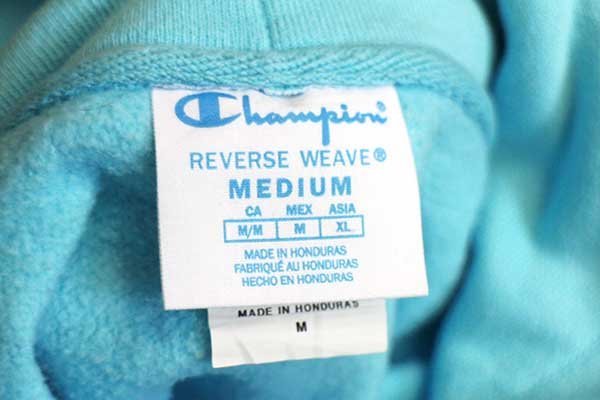 Champion
REVERSE WEAVE®
MEDIUM
CA MEX ASIA
M/M M XL
MADE IN HONDURAS
FABRIQUÉ AU HONDURAS
HECHO EN HONDURAS
MADE IN HONDURAS
M